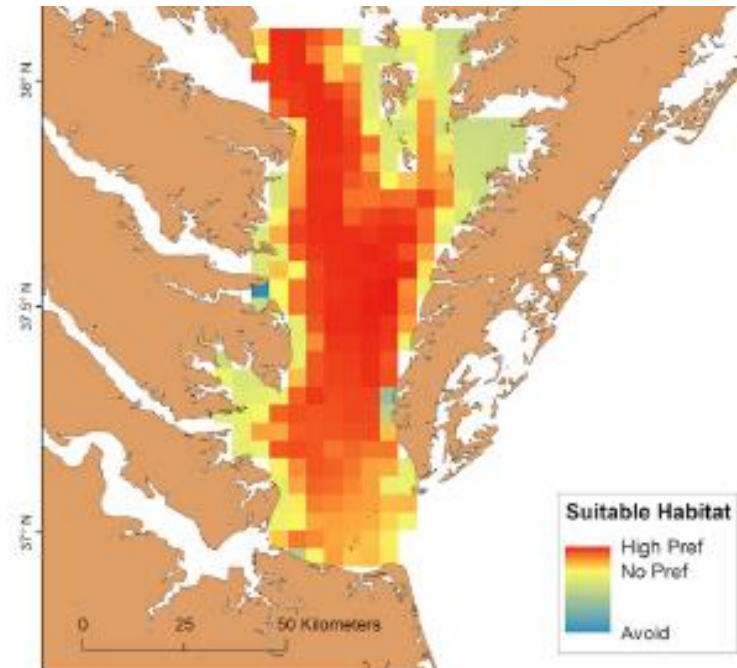 38° N
37.5° N
37° N
Suitable Habitat
High Pref
No Pref
Avoid
0 25 50 Kilometers